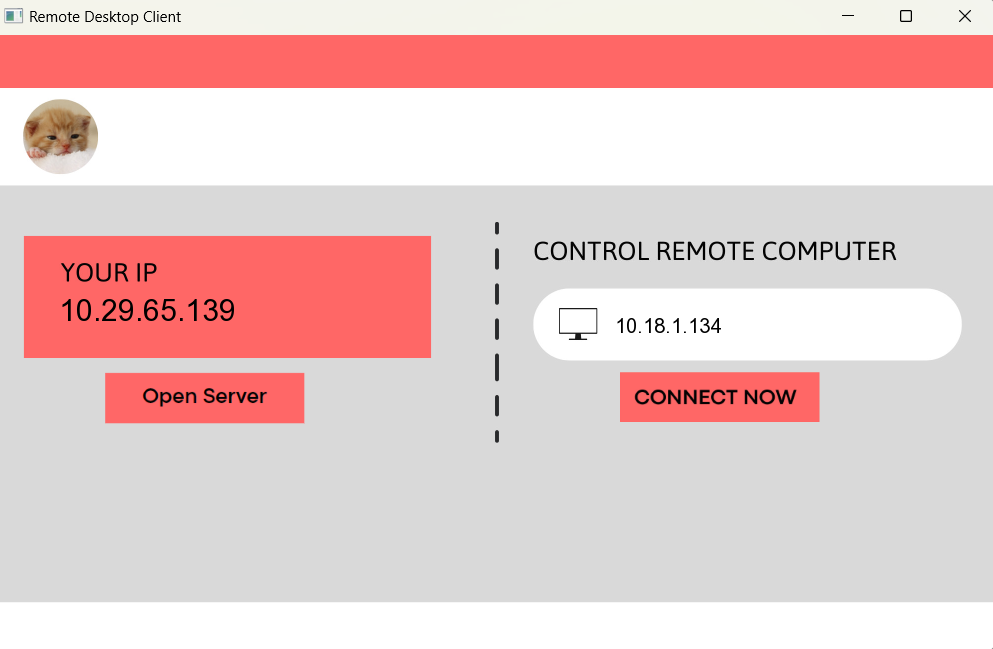 Remote Desktop Client
YOUR IP
10.29.65.139
Open Server
CONTROL REMOTE COMPUTER
10.18.1.134
CONNECT NOW